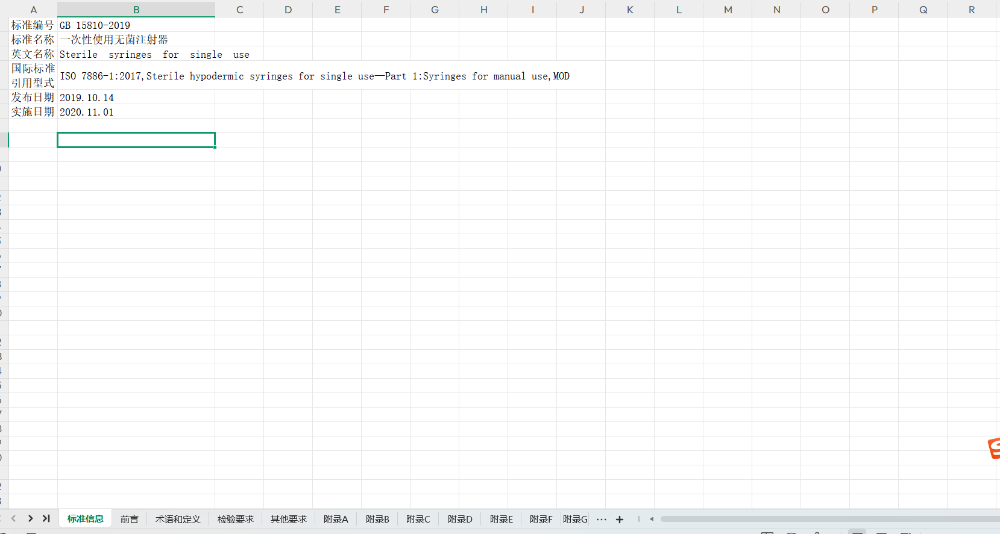 A B C D E F G H I J K L M N O P Q R
标准编号 GB 15810-2019
标准名称 一次性使用无菌注射器
英文名称 Sterile syringes for single use
国际标准
引用型式 ISO 7886-1:2017,Sterile hypodermic syringes for single use—Part 1:Syringes for manual use,MOD
发布日期 2019.10.14
实施日期 2020.11.01
标准信息 前言 术语和定义 检验要求 其他要求 附录A 附录B 附录C 附录D 附录E 附录F 附录G ···